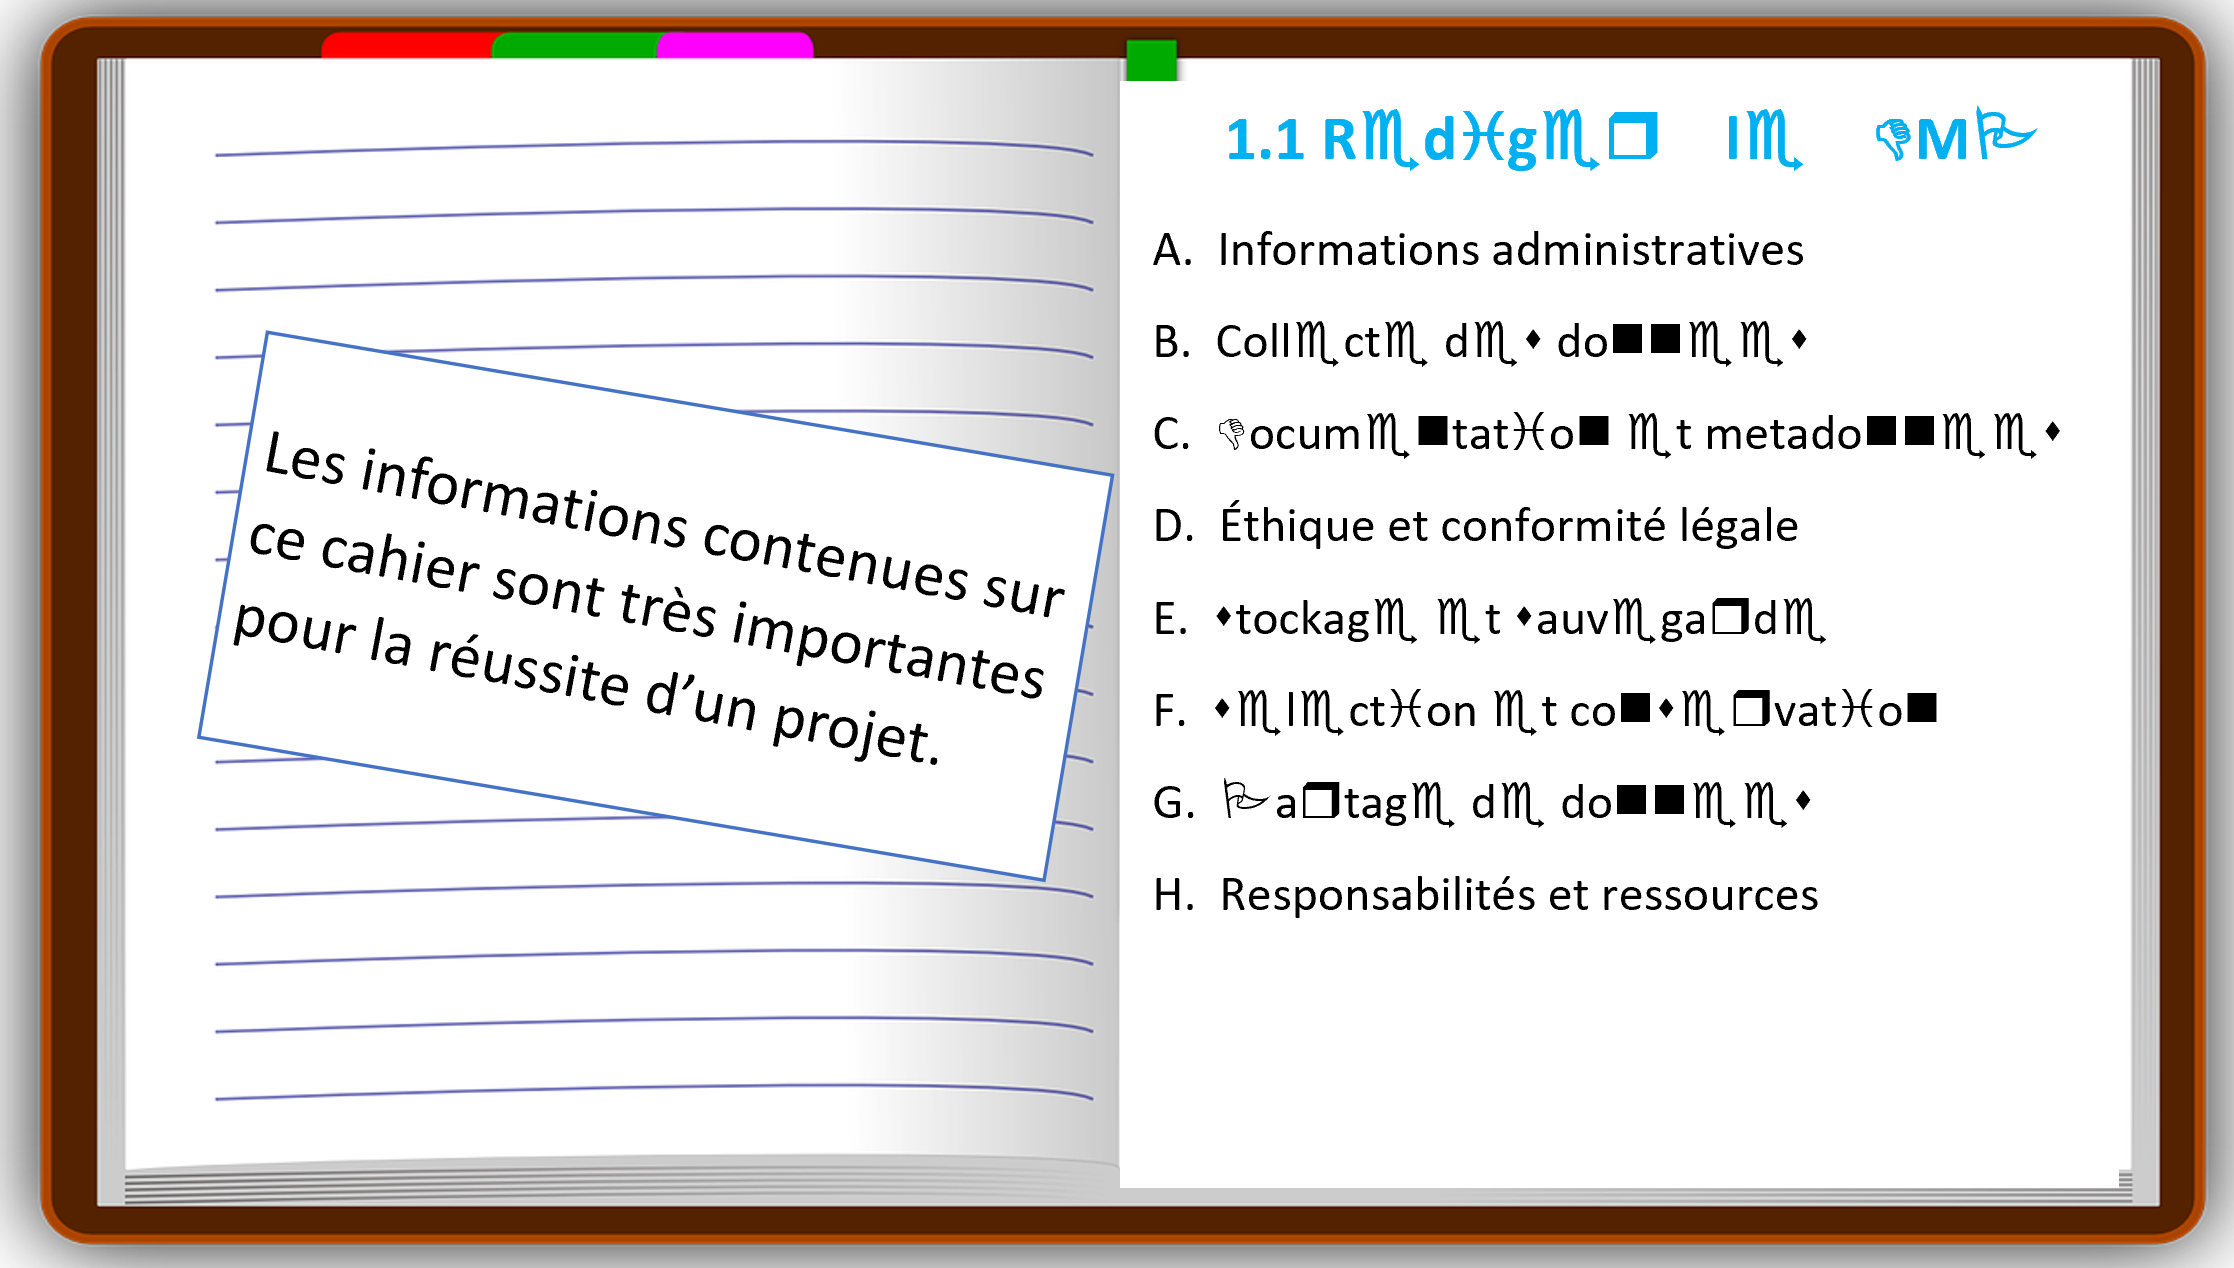 Les informations contenues sur
ce cahier sont très importantes
pour la réussite d’un projet.
1.1 R♏d♓g♏❒ l♏ 👎M🏱
A. Informations administratives
B. Coll♏ct♏ d♏⬧ do■■♏♏⬧
C. 👎ocum♏■tat♓o■ ♏t metado■■♏♏⬧
D. Éthique et conformité légale
E. ⬧tockag♏ ♏t ⬧auv♏ga❒d♏
F. ⬧♏l♏ct♓on ♏t co■⬧♏❒vat♓o■
G. 🏱a❒tag♏ d♏ do■■♏♏⬧
H. Responsabilités et ressources